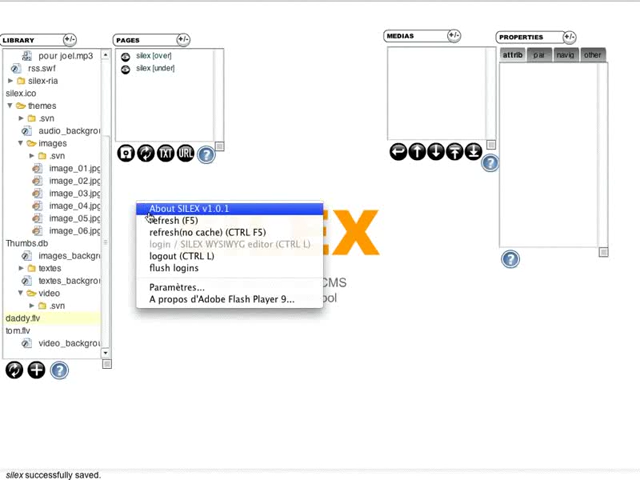 LIBRARY
+/-
pour joel.mp3
rss.swf
silex-ria
silex.ico
themes
.svn
audio_backgrou
images
.svn
image_01.jpg
image_02.jpg
image_03.jpg
image_04.jpg
image_05.jpg
image_06.jpg
Thumbs.db
images_backg
textes
textes_backgro
video
.svn
daddy.flv
tom.flv
video_backgro
?
PAGES
+/-
silex [over]
silex [under]
TXT
URL
?
About SILEX v1.0.1
refresh (F5)
refresh(no cache) (CTRL F5)
login / SILEX WYSIWYG editor (CTRL L)
logout (CTRL L)
flush logins
Paramètres...
A propos d'Adobe Flash Player 9...
EX
CMS
ool
MEDIAS
+/-
?
PROPERTIES
+/-
attrib
par
navig
other
?
silex successfully saved.